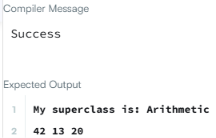 Compiler Message
Success
Expected Output
1 My superclass is: Arithmetic
2 42 13 20